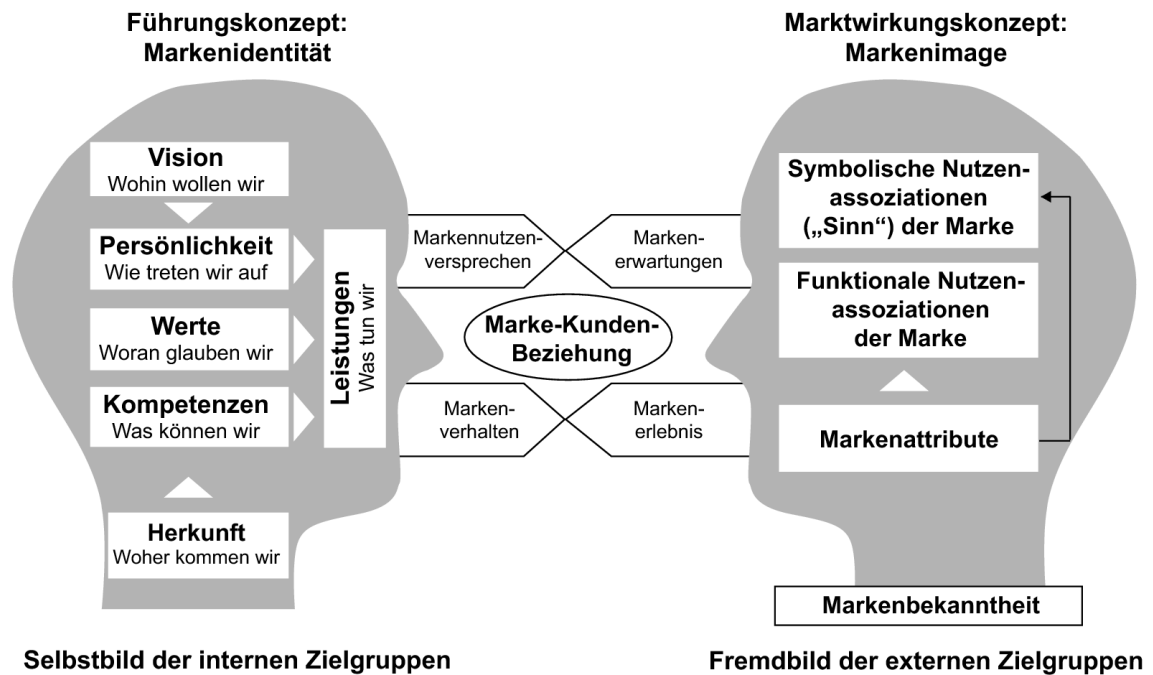 Führungskonzept:
Markenidentität
Vision
Wohin wollen wir
Persönlichkeit
Wie treten wir auf
Werte
Woran glauben wir
Kompetenzen
Was können wir
Herkunft
Woher kommen wir
Leistungen
Was tun wir
Selbstbild der internen Zielgruppen
Markennutzen-
versprechen
Marken-
erwartungen
Marke-Kunden-
Beziehung
Marken-
verhalten
Marken-
erlebnis
Marktwirkungskonzept:
Markenimage
Symbolische Nutzen-
assoziationen
(„Sinn“) der Marke
Funktionale Nutzen-
assoziationen
der Marke
Markenattribute
Markenbekanntheit
Fremdbild der externen Zielgruppen